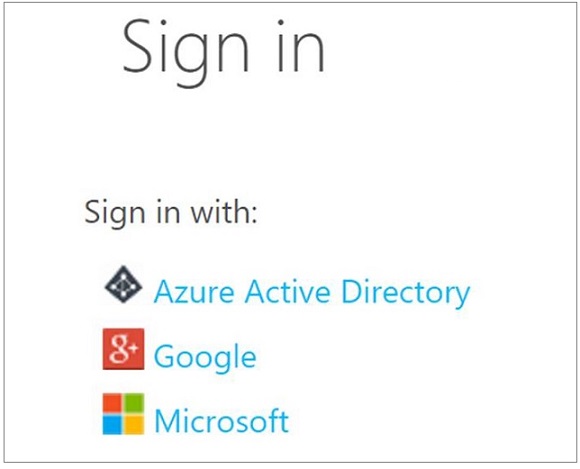 Sign in
Sign in with:
Azure Active Directory
g+
Google
Microsoft